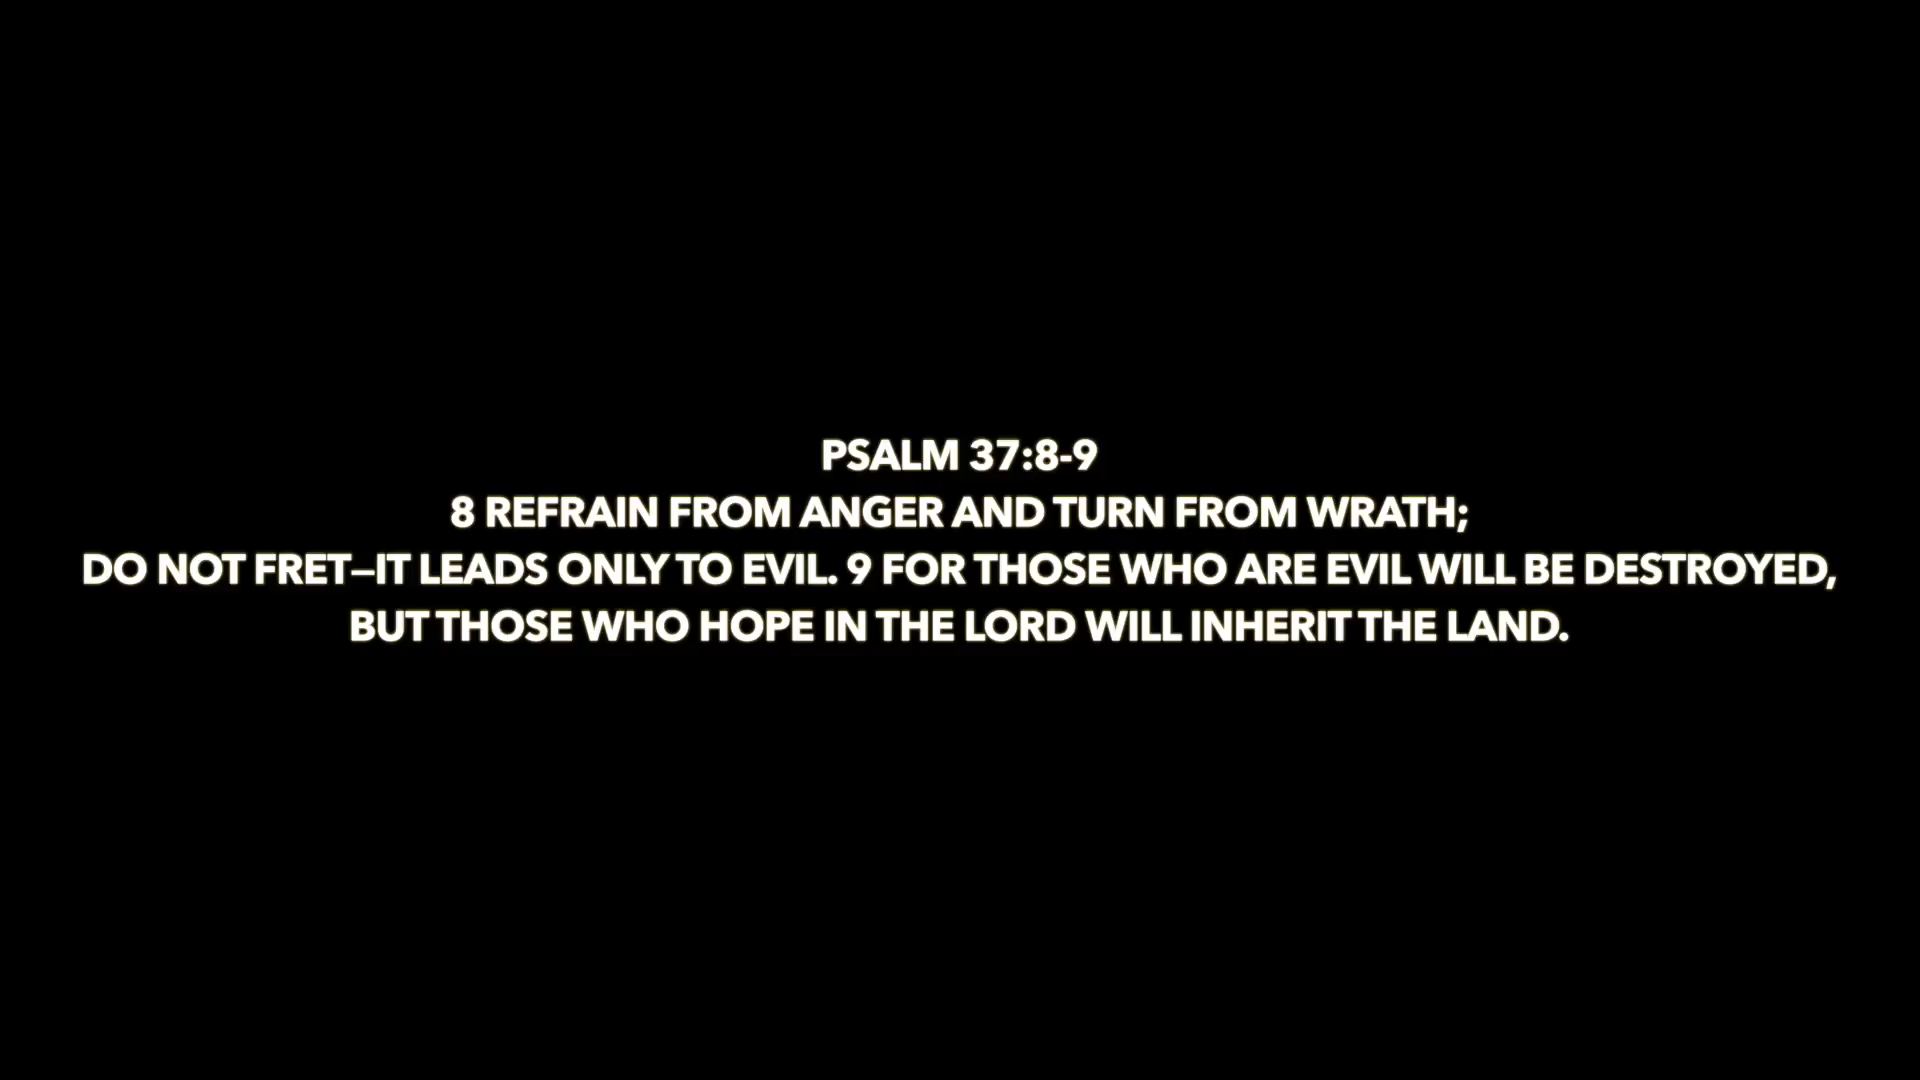 PSALM 37:8-9
8 REFRAIN FROM ANGER AND TURN FROM WRATH;
DO NOT FRET—IT LEADS ONLY TO EVIL. 9 FOR THOSE WHO ARE EVIL WILL BE DESTROYED,
BUT THOSE WHO HOPE IN THE LORD WILL INHERIT THE LAND.